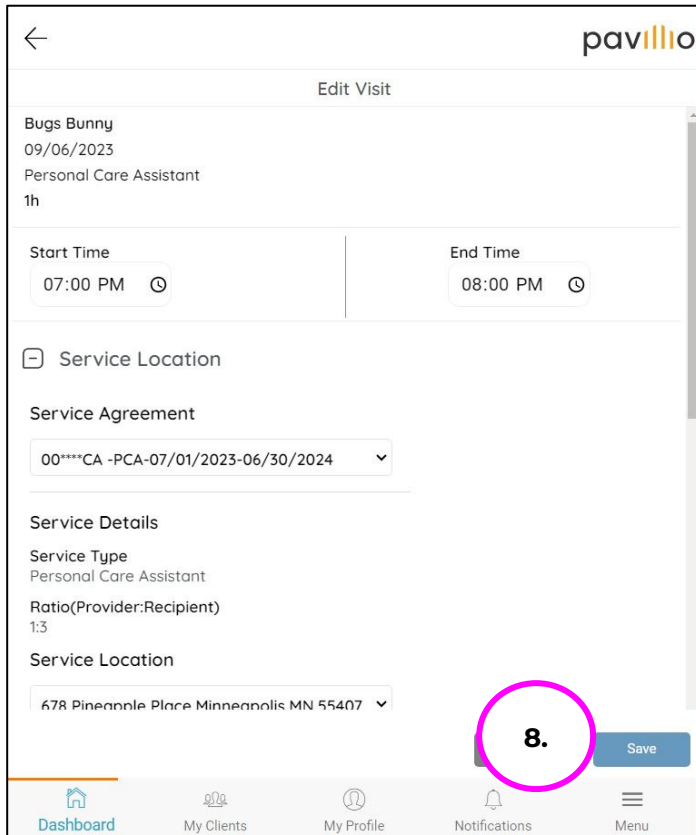 pavillio
Edit Visit
Bugs Bunny
09/06/2023
Personal Care Assistant
1h
Start Time
End Time
07:00 PM
08:00 PM
Service Location
Service Agreement
00****CA -PCA-07/01/2023-06/30/2024
Service Details
Service Type
Personal Care Assistant
Ratio(Provider:Recipient)
1:3
Service Location
678 Pineapple Place Minneapolis MN 55407
8.
Save
Dashboard
My Clients
My Profile
Notifications
Menu